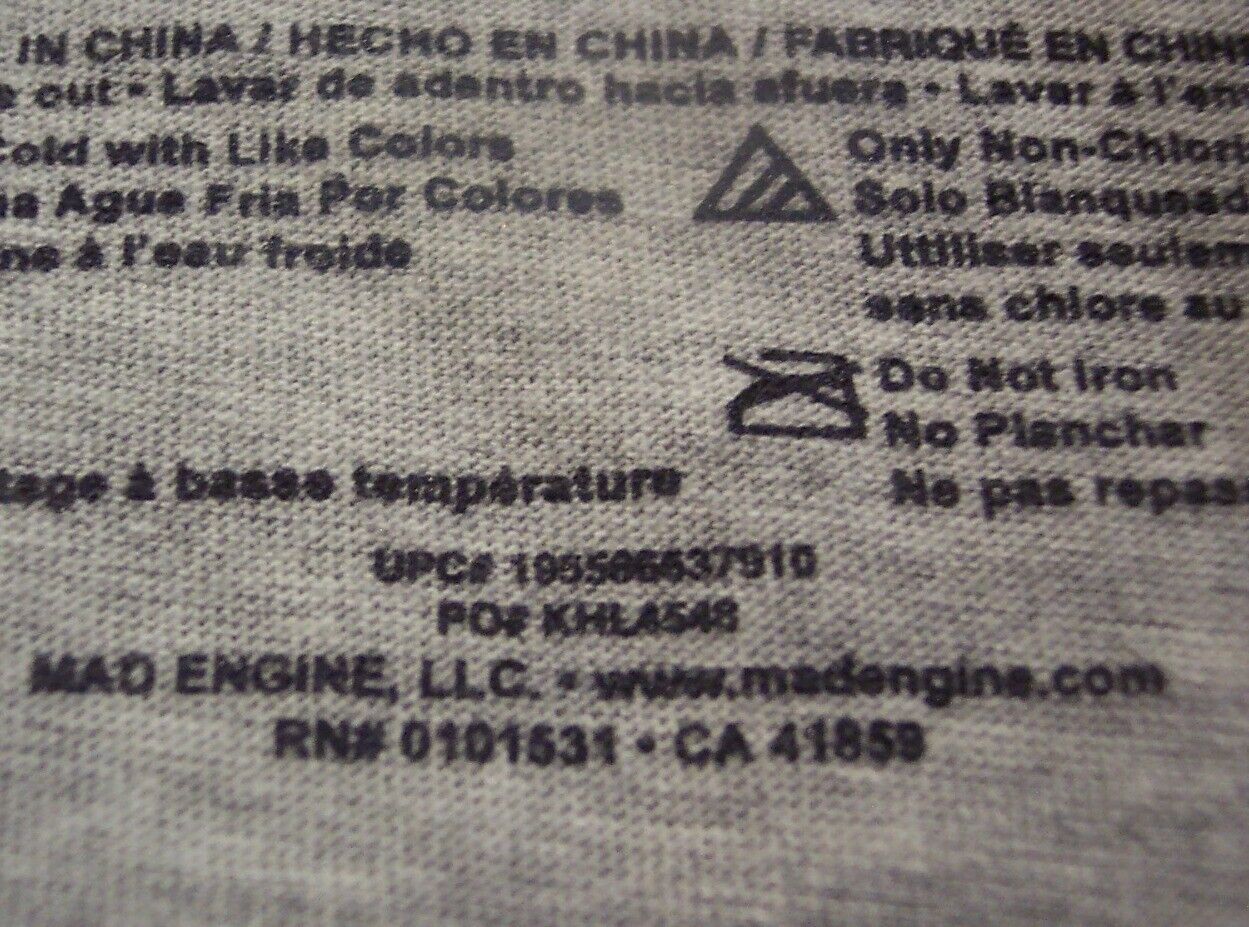 IN CHINA / HECHO EN CHINA / FABRIQUÉ EN CHIN
e out • Lavar de adentro hacia afuera • Lavar à l'en
Cold with Like Colors
na Agua Fria Por Colores
ne à l'eau froide
Only Non-Chlori
Solo Blanquead
Uttiliser seulem
sans chlore au
Do Not Iron
No Planchar
Ne pas repas
tage à basse température
UPC# 195586637910
PO# KHLA548
MAD ENGINE, LLC. • www.madengine.com
RN# 0101531 • CA 41859